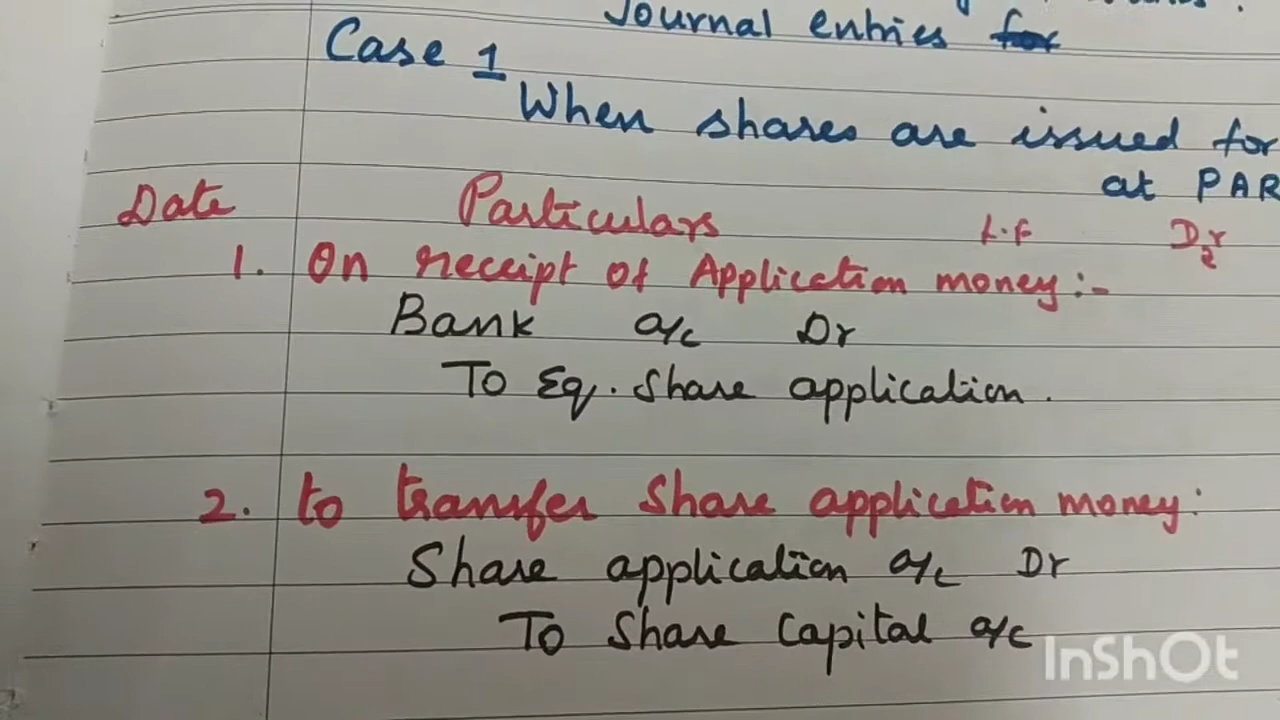 Journal entries for
Case 1
When shares are issued for
at PAR
Date Particulars L.F Dr
1. On receipt of Application money:-
Bank a/c Dr
To Eq. Share application.
2. to transfer Share application money:
Share application a/c Dr
To Share Capital a/c
InShOt